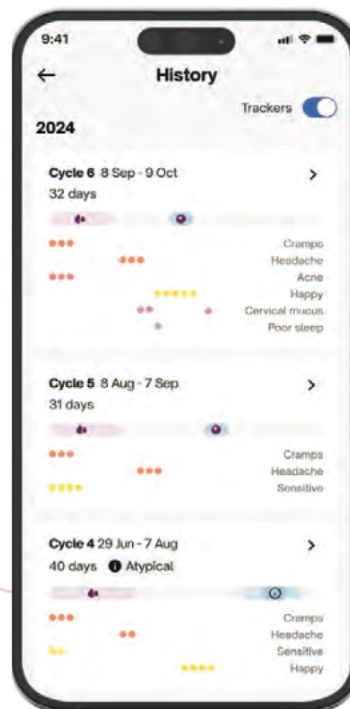 9:41
History
Trackers
2024
Cycle 6 8 Sep - 9 Oct
32 days
Cramps
Headache
Acne
Happy
Cervical mucus
Poor sleep
Cycle 5 8 Aug - 7 Sep
31 days
Cramps
Headache
Sensitive
Cycle 4 29 Jun - 7 Aug
40 days Atypical
Cramps
Headache
Sensitive
Happy